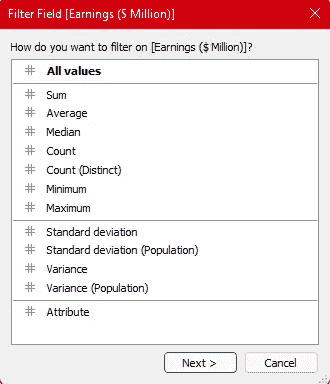 Filter Field [Earnings ($ Million)]
How do you want to filter on [Earnings ($ Million)]?
All values
Sum
Average
Median
Count
Count (Distinct)
Minimum
Maximum
Standard deviation
Standard deviation (Population)
Variance
Variance (Population)
Attribute
Next >
Cancel